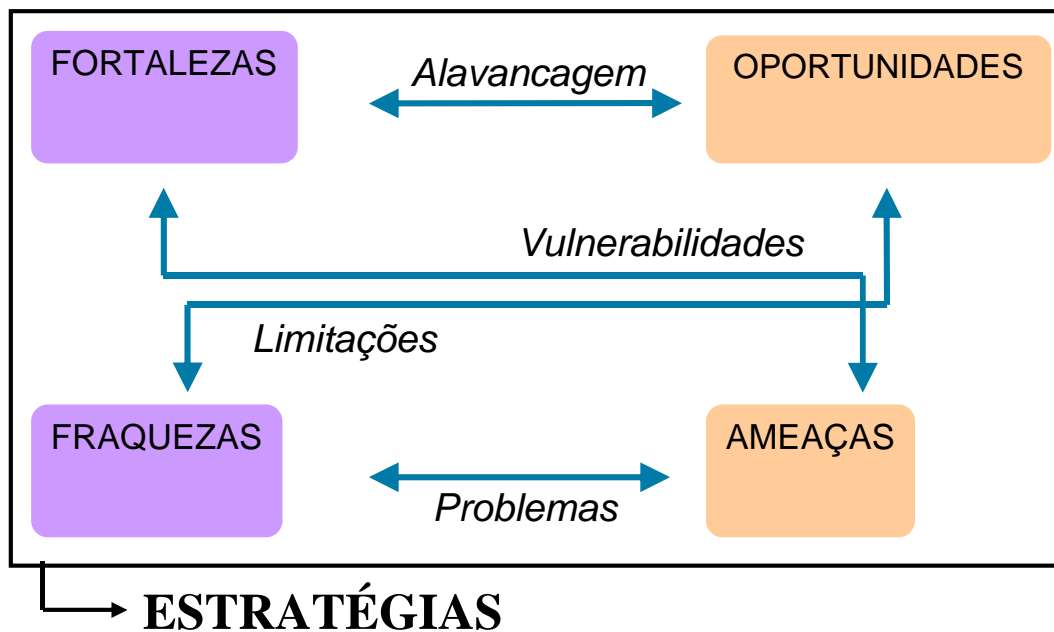 FORTALEZAS
Alavancagem
OPORTUNIDADES
Vulnerabilidades
Limitações
FRAQUEZAS
AMEAÇAS
Problemas
ESTRATÉGIAS